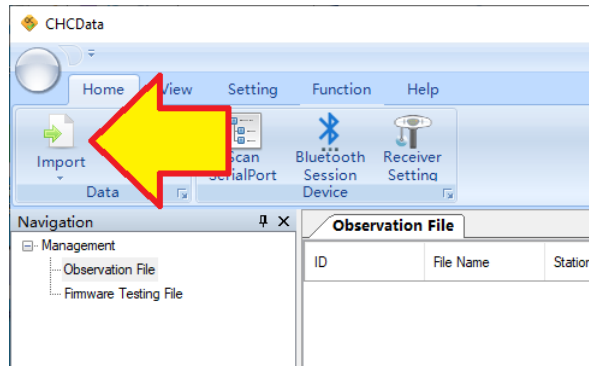 CHCData
Home View Setting Function Help
Import
Scan
SerialPort
Bluetooth
Session
Receiver
Setting
Data
Device
Navigation
Management
Observation File
Firmware Testing File
Observation File
ID File Name Station